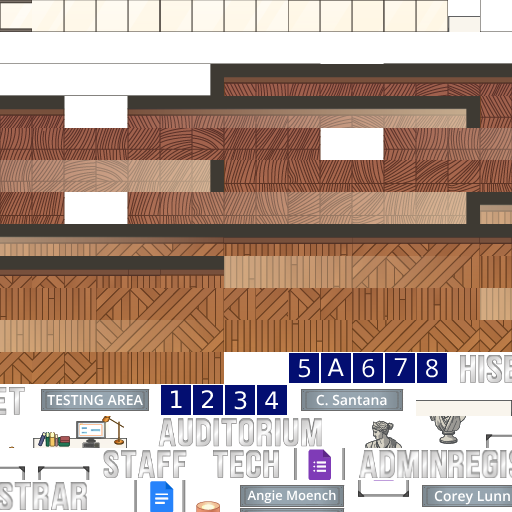 5 A 6 7 8 HISE
ET TESTING AREA 1 2 3 4 C. Santana
AUDITORIUM
STAFF TECH ADMINREGIS
STRAR Angie Moench Corey Lunn